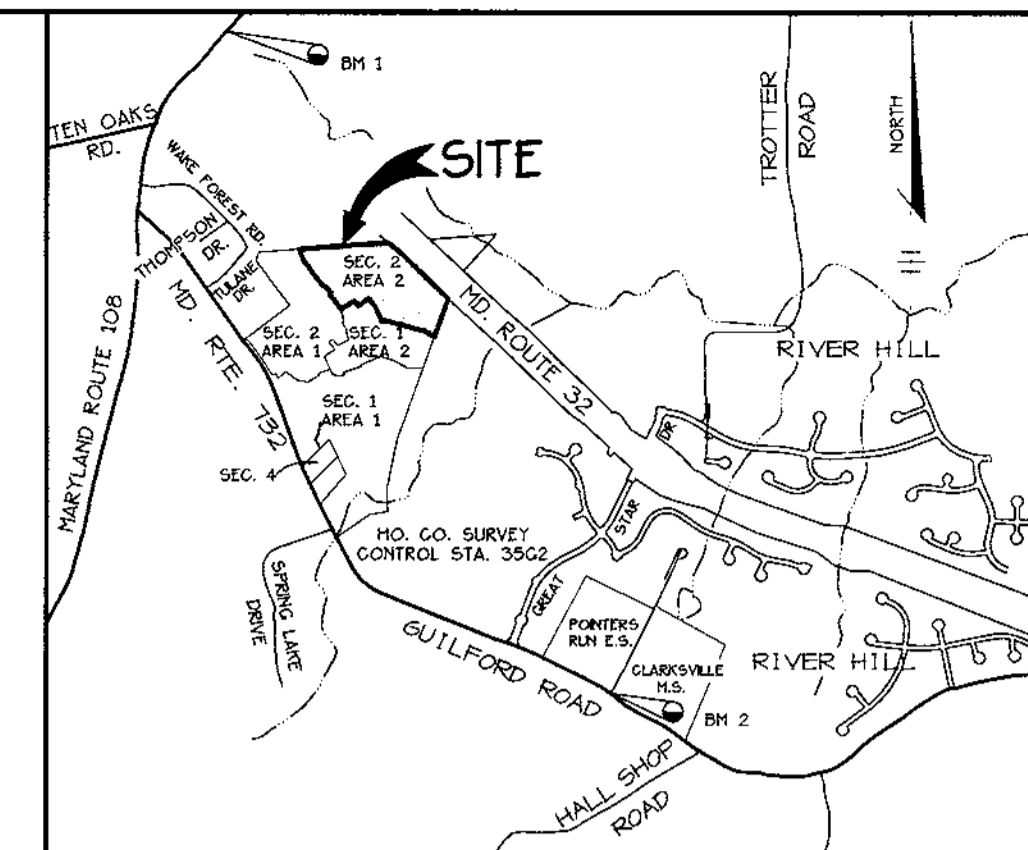 BM 1
TEN OAKS
RD.
WAKE FOREST RD.
SITE
TROTTER
ROAD
NORTH
THOMPSON
DR.
TULANE
DR.
SEC. 2
AREA 2
MD. ROUTE 32
MARYLAND ROUTE 108
MD. RTE. 732
SEC. 2
AREA 1
SEC. 1
AREA 2
RIVER HILL
SEC. 1
AREA 1
SEC. 4
DR
STAR
GREAT
HO. CO. SURVEY
CONTROL STA. 35G2
SPRING LAKE
DRIVE
GUILFORD ROAD
POINTERS
RUN E.S.
CLARKSVILLE
M.S.
RIVER HILL
BM 2
HALL SHOP
ROAD